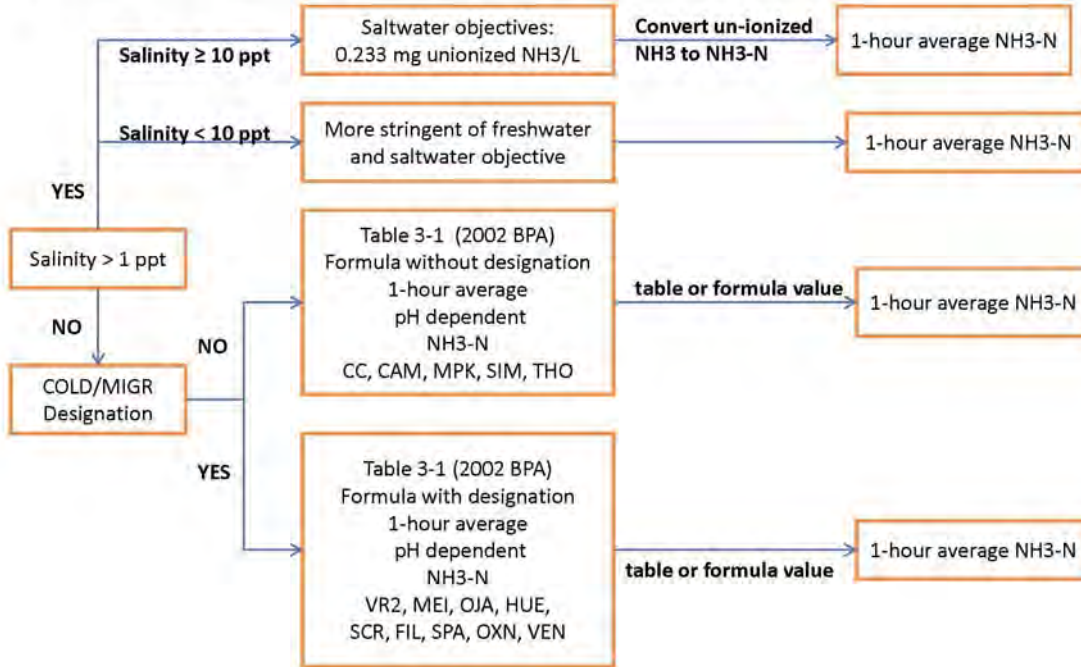 Salinity ≥ 10 ppt
Saltwater objectives:
0.233 mg unionized NH3/L
Convert un-ionized
NH3 to NH3-N
1-hour average NH3-N
Salinity < 10 ppt
More stringent of freshwater
and saltwater objective
1-hour average NH3-N
YES
Salinity > 1 ppt
NO
COLD/MIGR
Designation
NO
Table 3-1 (2002 BPA)
Formula without designation
1-hour average
pH dependent
NH3-N
CC, CAM, MPK, SIM, THO
table or formula value
1-hour average NH3-N
YES
Table 3-1 (2002 BPA)
Formula with designation
1-hour average
pH dependent
NH3-N
VR2, MEI, OJA, HUE,
SCR, FIL, SPA, OXN, VEN
table or formula value
1-hour average NH3-N